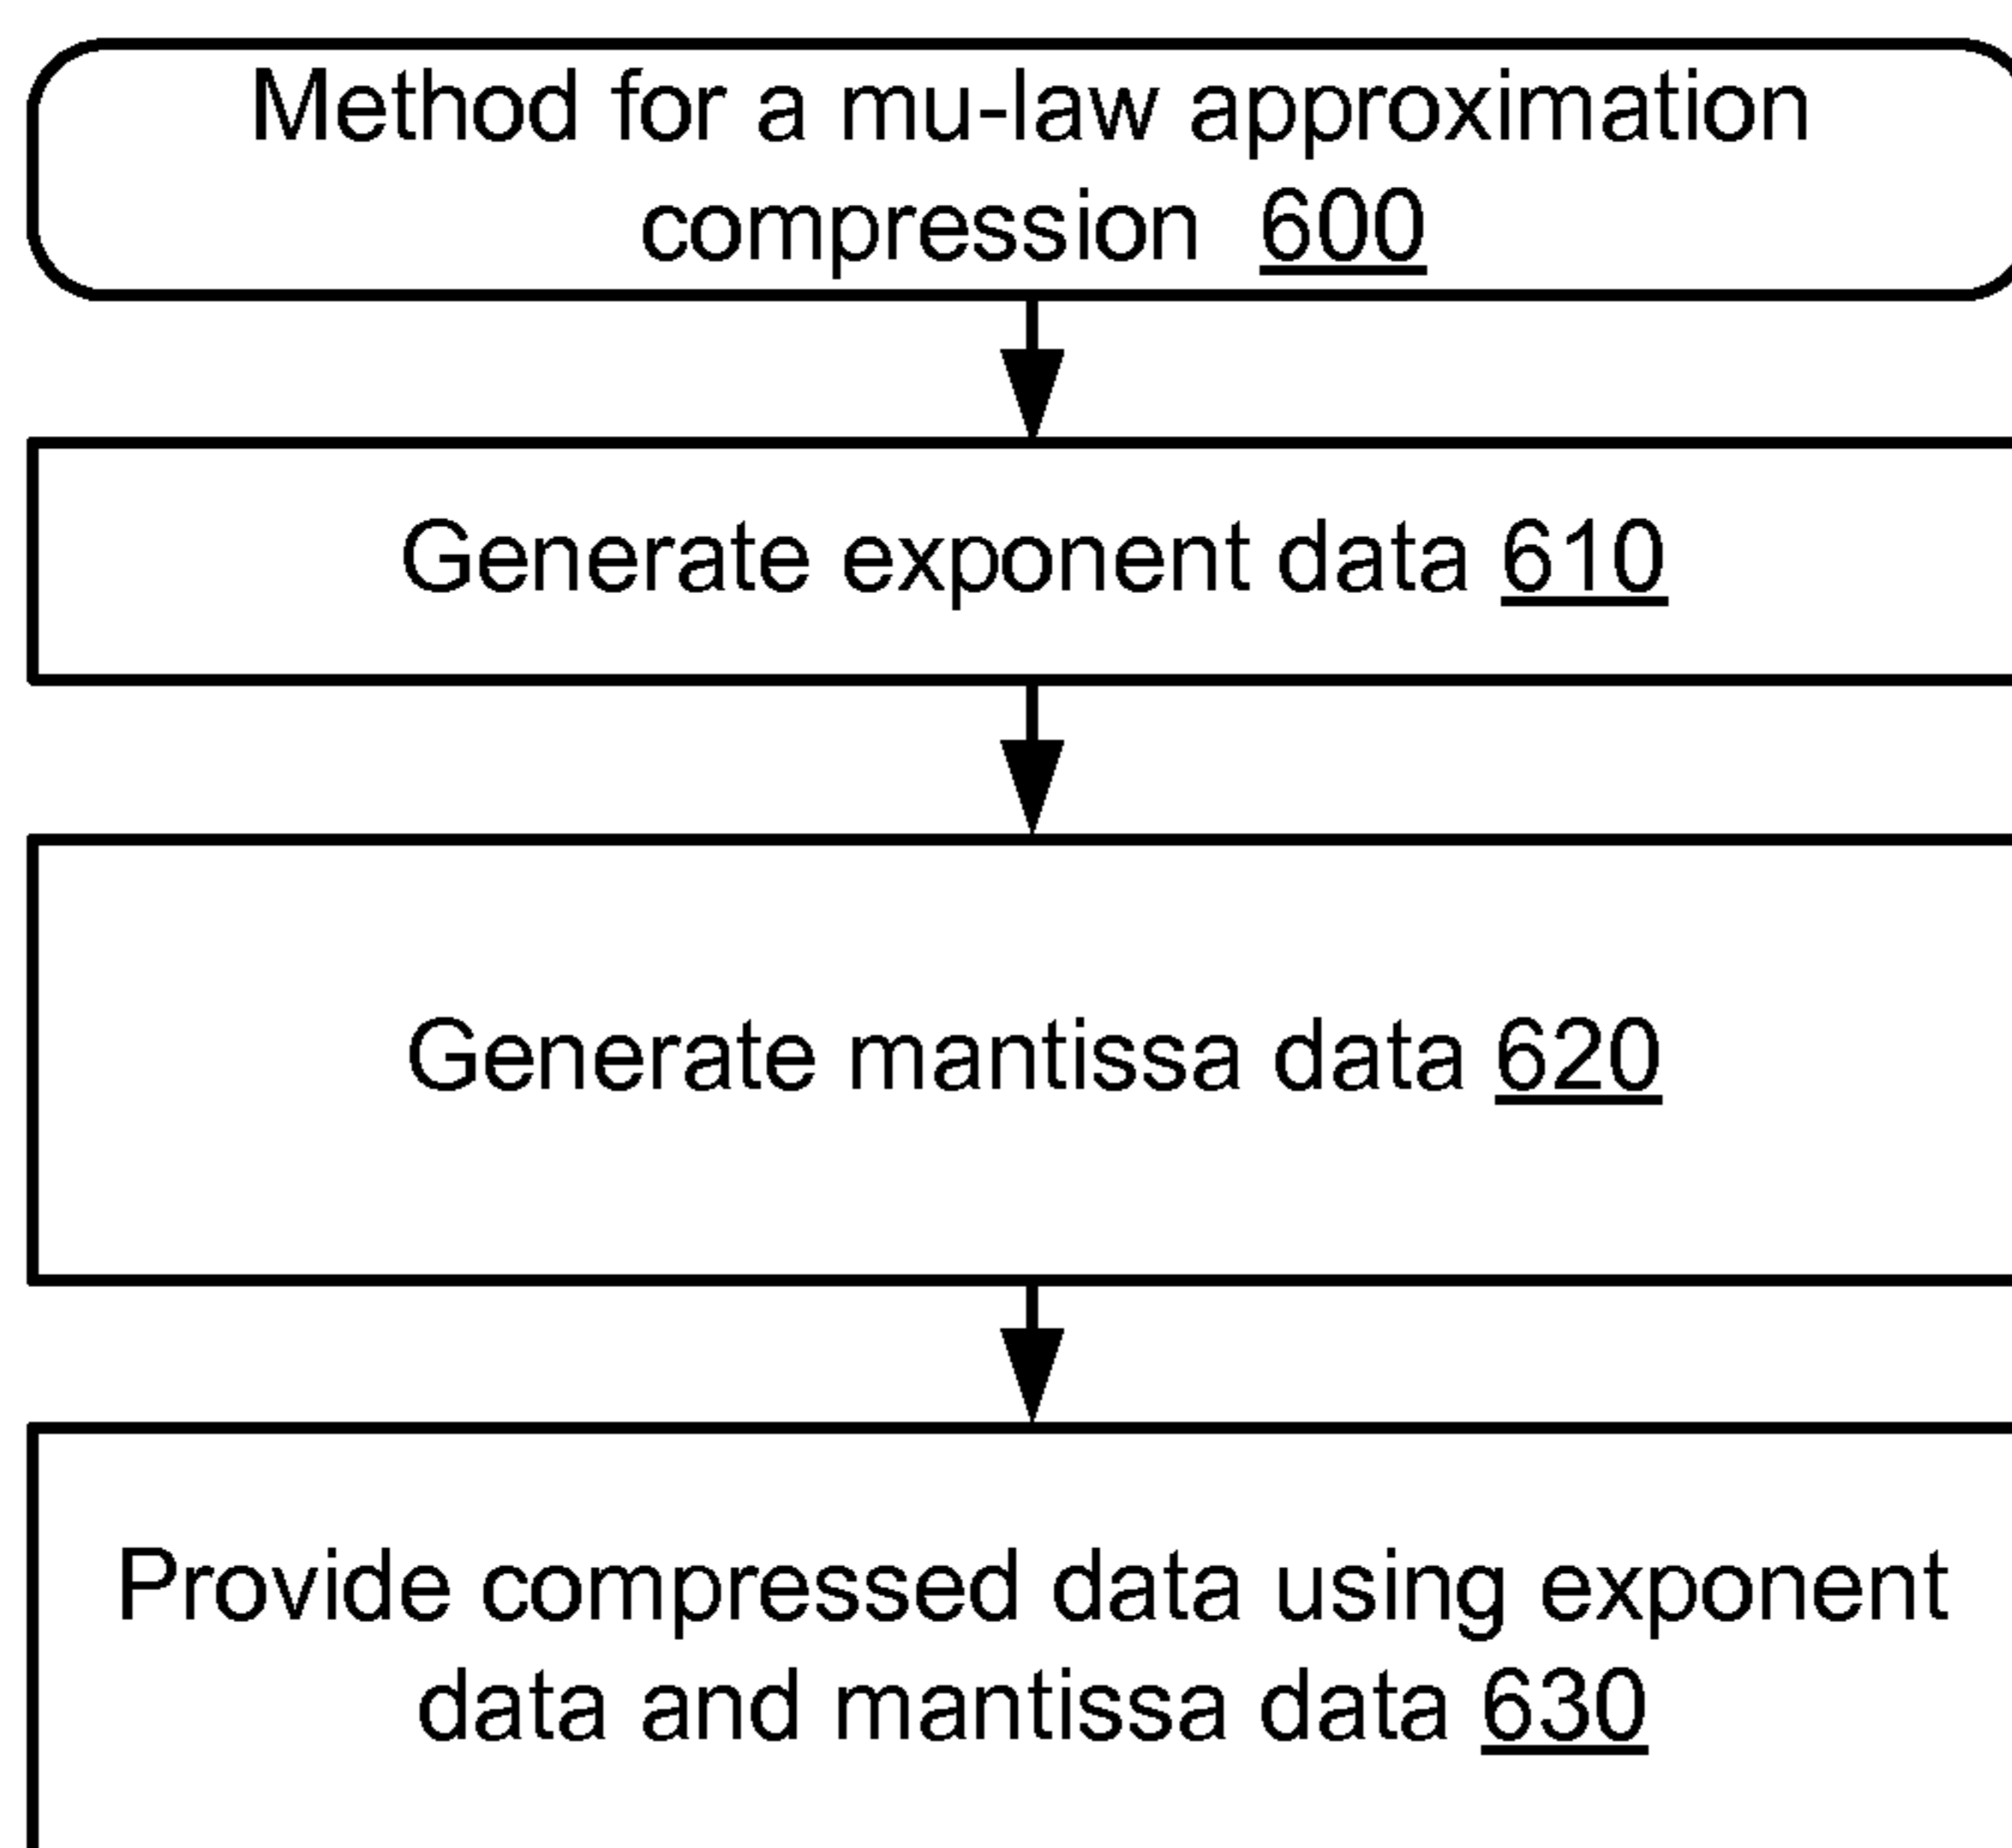 Method for a mu-law approximation
compression 600
Generate exponent data 610
Generate mantissa data 620
Provide compressed data using exponent
data and mantissa data 630